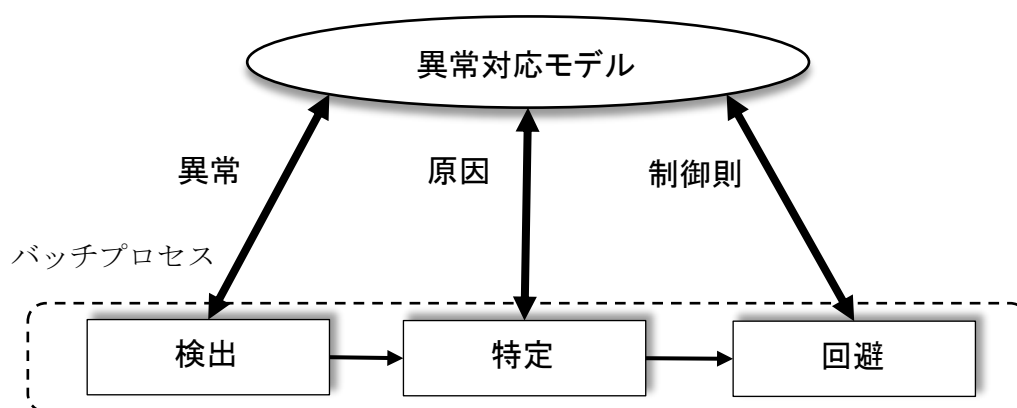 異常対応モデル
異常
原因
制御則
バッチプロセス
検出
特定
回避